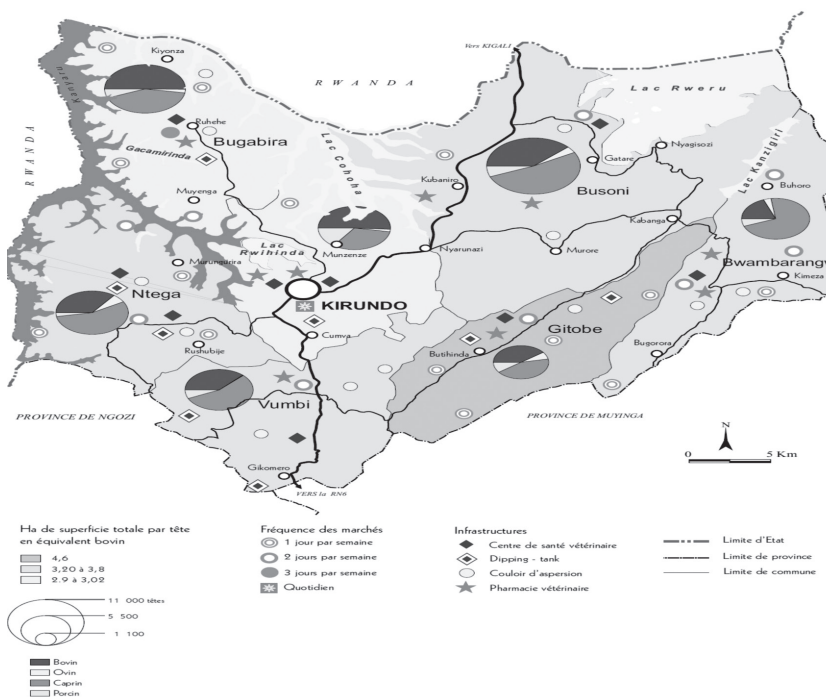 Kiyonza
Vers KIGALI
RWANDA
Kanyaru
RWANDA
Lac Rweru
Ruhehe
Bugabira
Gacamirinda
Lac Cohoha
Nyagisozi
Gatare
Lac Kanzigiri
Kubaniro
Busoni
Buhoro
Muyenga
Kabanga
Lac
Rwihinda
Munzenze
Nyarunazi
Murore
Murungurira
Bwambarangw
Kimeza
Ntega
KIRUNDO
Gitobe
Cumva
Rushubije
Butihinda
Bugorora
Vumbi
PROVINCE DE NGOZI
PROVINCE DE MUYINGA
N
0 5 Km
Gikomero
VERS la RN6
Ha de superficie totale par tête
en équivalent bovin
4,6
3,20 à 3,8
2.9 à 3,02
11 000 têtes
5 500
1 100
Bovin
Ovin
Caprin
Porcin
Fréquence des marchés
1 jour par semaine
2 jours par semaine
3 jours par semaine
Quotidien
Infrastructures
Centre de santé vétérinaire
Dipping - tank
Couloir d'aspersion
Pharmacie vétérinaire
Limite d'Etat
Limite de province
Limite de commune